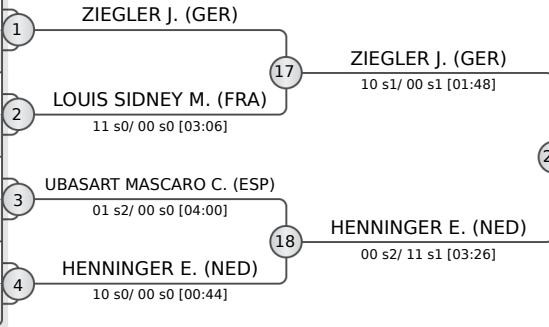 ZIEGLER J. (GER)
1
ZIEGLER J. (GER)
17
10 s1/ 00 s1 [01:48]
LOUIS SIDNEY M. (FRA)
2
11 s0/ 00 s0 [03:06]
2
UBASART MASCARO C. (ESP)
3
01 s2/ 00 s0 [04:00]
HENNINGER E. (NED)
18
00 s2/ 11 s1 [03:26]
HENNINGER E. (NED)
4
10 s0/ 00 s0 [00:44]